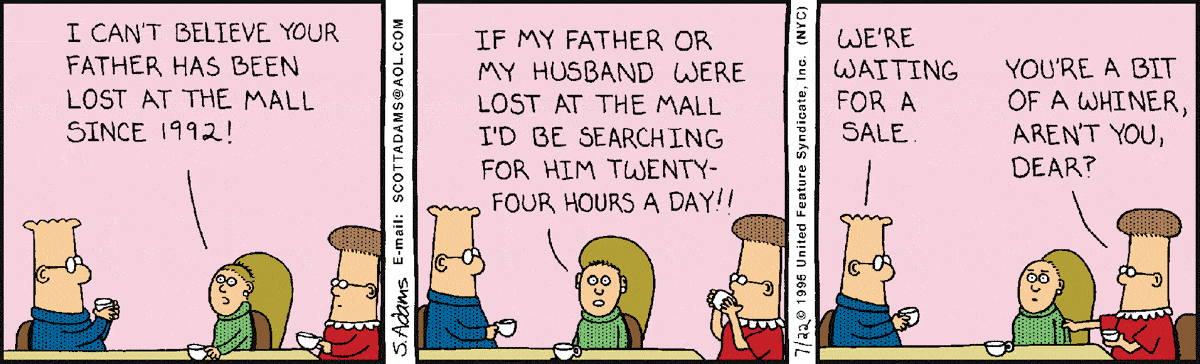 I CAN'T BELIEVE YOUR
FATHER HAS BEEN
LOST AT THE MALL
SINCE 1992!
S.Adams E-mail: SCOTTADAMS@AOL.COM
IF MY FATHER OR
MY HUSBAND WERE
LOST AT THE MALL
I'D BE SEARCHING
FOR HIM TWENTY-
FOUR HOURS A DAY!!
7/22 © 1995 United Feature Syndicate, Inc. (NYC)
WE'RE
WAITING
FOR A
SALE.
YOU'RE A BIT
OF A WHINER,
AREN'T YOU,
DEAR?